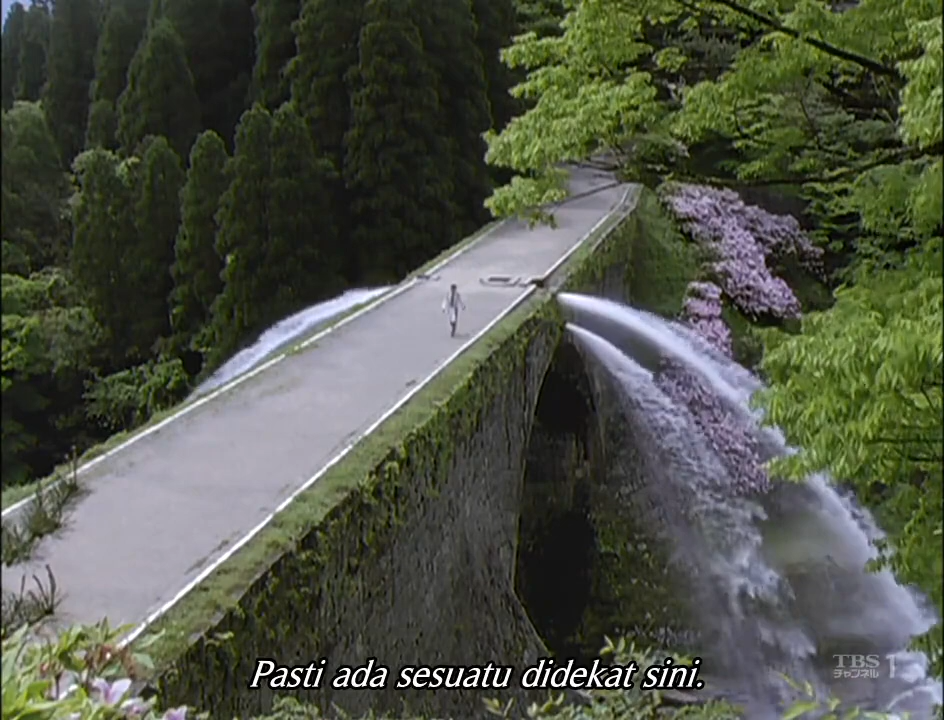 TBS 1
チャンネル
Pasti ada sesuatu didekat sini.